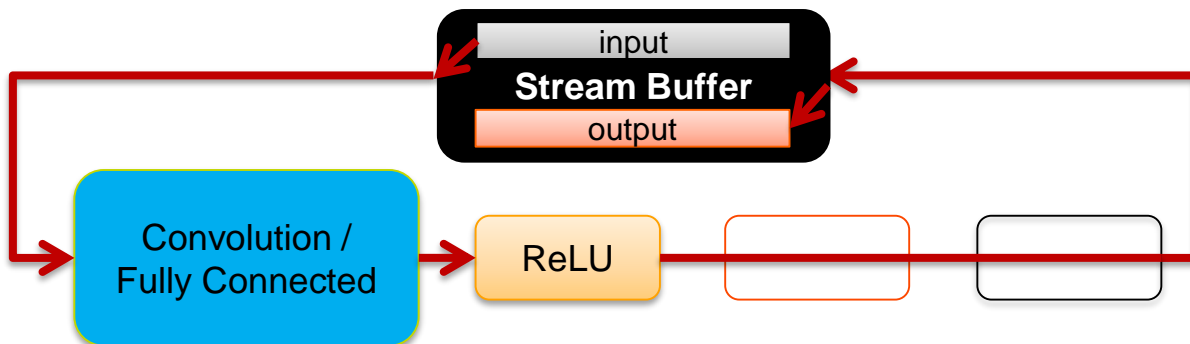 input
Stream Buffer
output
Convolution /
Fully Connected
ReLU